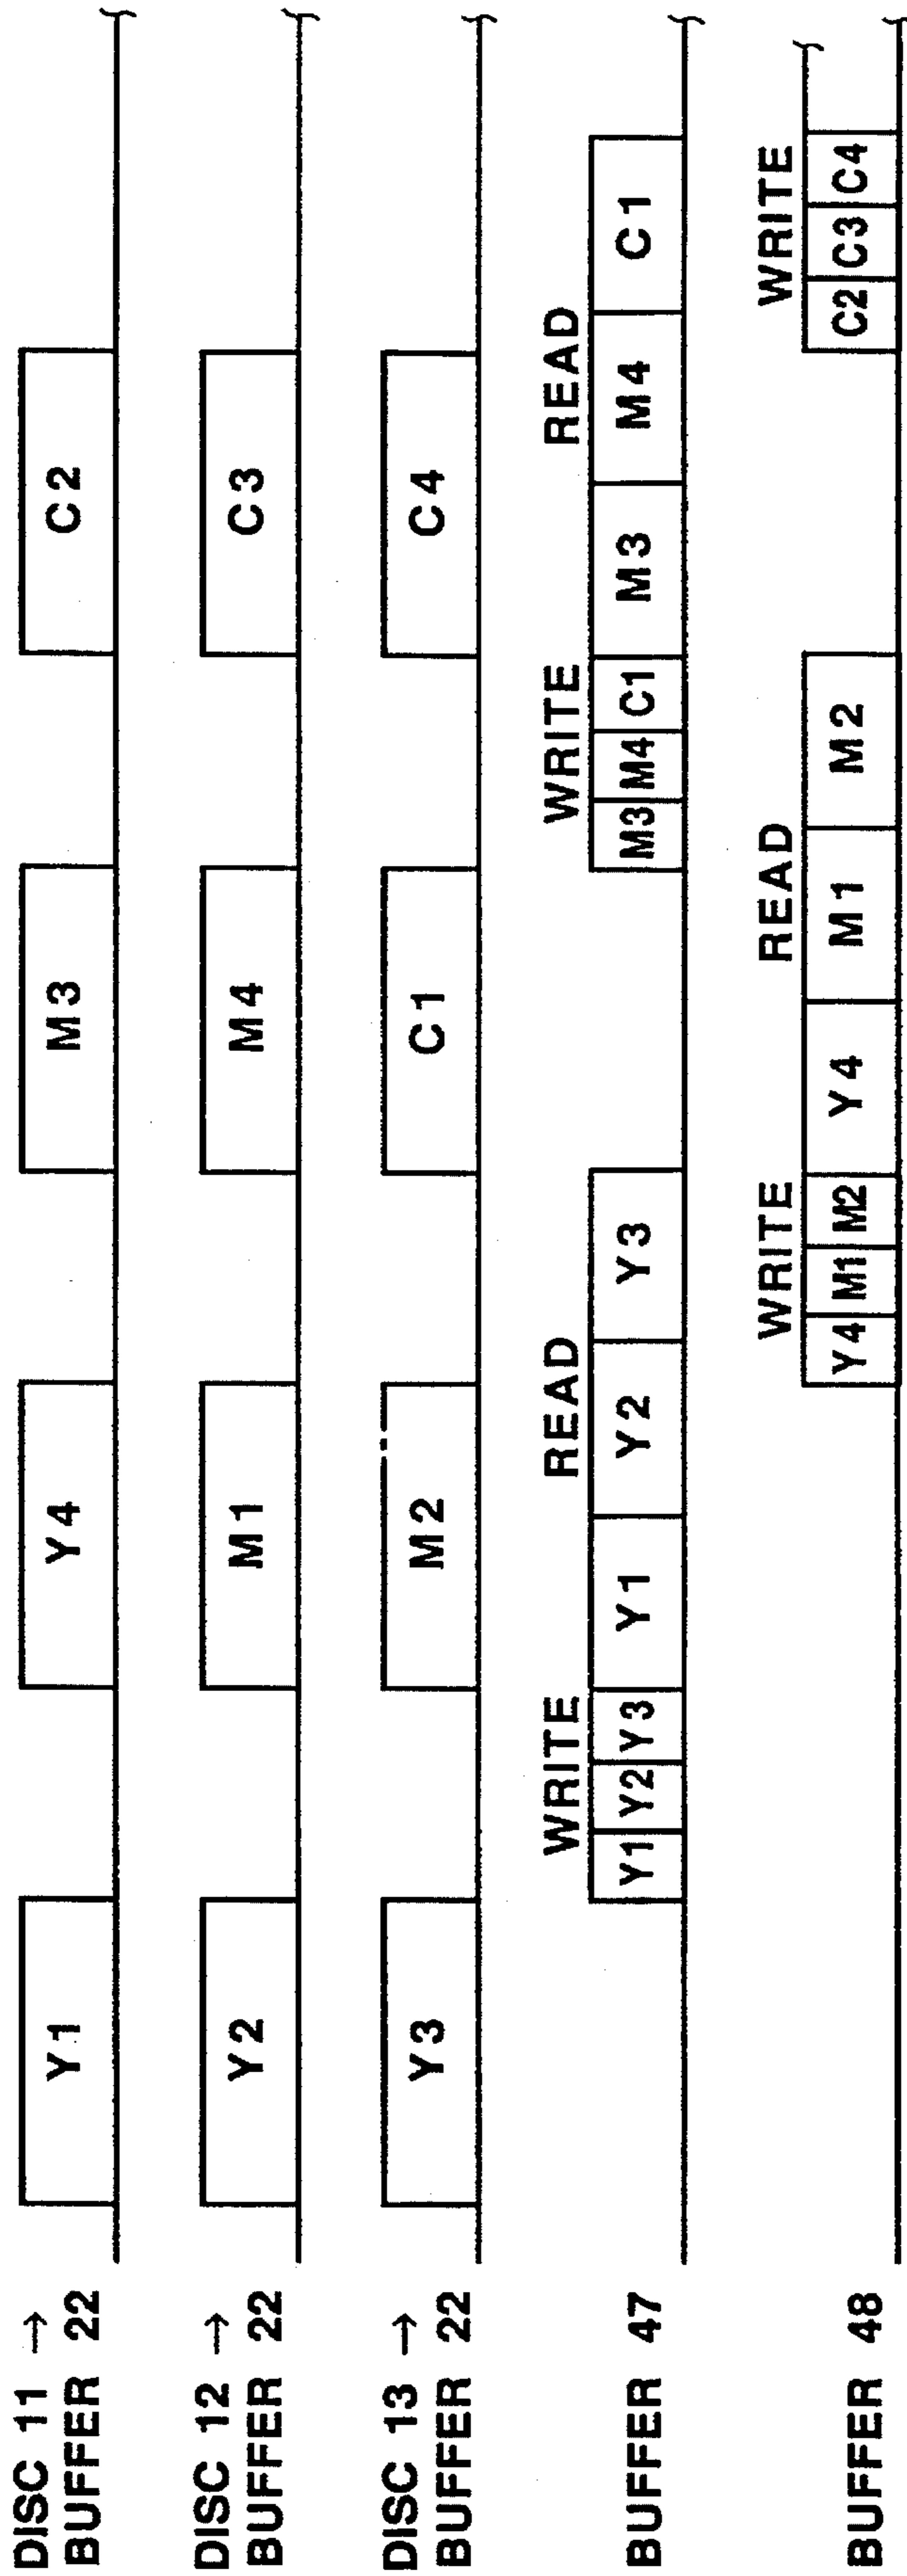 DISC 11 →
BUFFER 22
Y1 Y4 M3 C2
DISC 12 →
BUFFER 22
Y2 M1 M4 C3
DISC 13 →
BUFFER 22
Y3 M2 C1 C4
WRITE READ WRITE READ
BUFFER 47
Y1 Y2 Y3 Y1 Y2 Y3 M3 M4 C1 M3 M4 C1
WRITE READ WRITE
BUFFER 48
Y4 M1 M2 Y4 M1 M2 C2 C3 C4